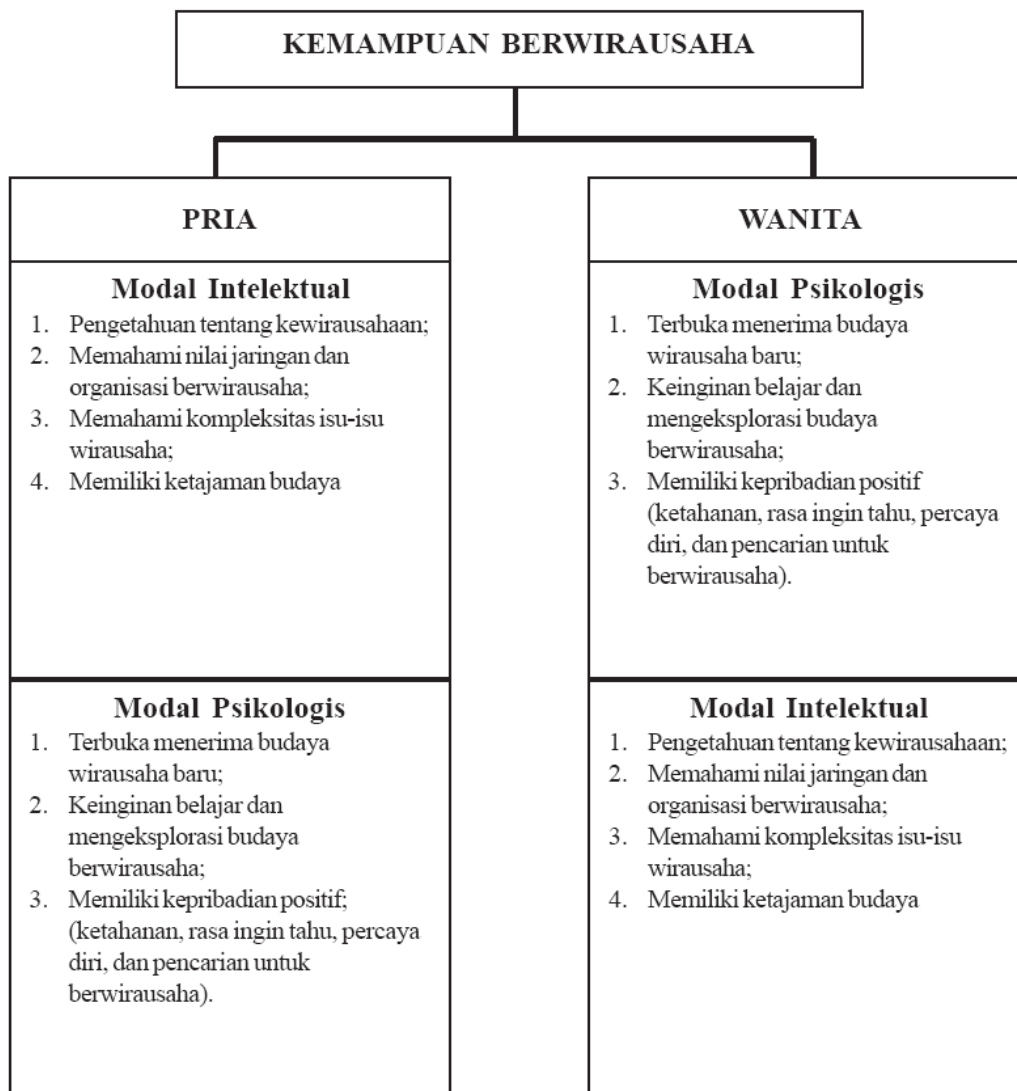 KEMAMPUAN BERWIRAUSAHA
PRIA
Modal Intelektual
1. Pengetahuan tentang kewirausahaan;
2. Memahami nilai jaringan dan
organisasi berwirausaha;
3. Memahami kompleksitas isu-isu
wirausaha;
4. Memiliki ketajaman budaya
Modal Psikologis
1. Terbuka menerima budaya
wirausaha baru;
2. Keinginan belajar dan
mengeksplorasi budaya
berwirausaha;
3. Memiliki kepribadian positif;
(ketahanan, rasa ingin tahu, percaya
diri, dan pencarian untuk
berwirausaha).
WANITA
Modal Psikologis
1. Terbuka menerima budaya
wirausaha baru;
2. Keinginan belajar dan
mengeksplorasi budaya
berwirausaha;
3. Memiliki kepribadian positif
(ketahanan, rasa ingin tahu, percaya
diri, dan pencarian untuk
berwirausaha).
Modal Intelektual
1. Pengetahuan tentang kewirausahaan;
2. Memahami nilai jaringan dan
organisasi berwirausaha;
3. Memahami kompleksitas isu-isu
wirausaha;
4. Memiliki ketajaman budaya